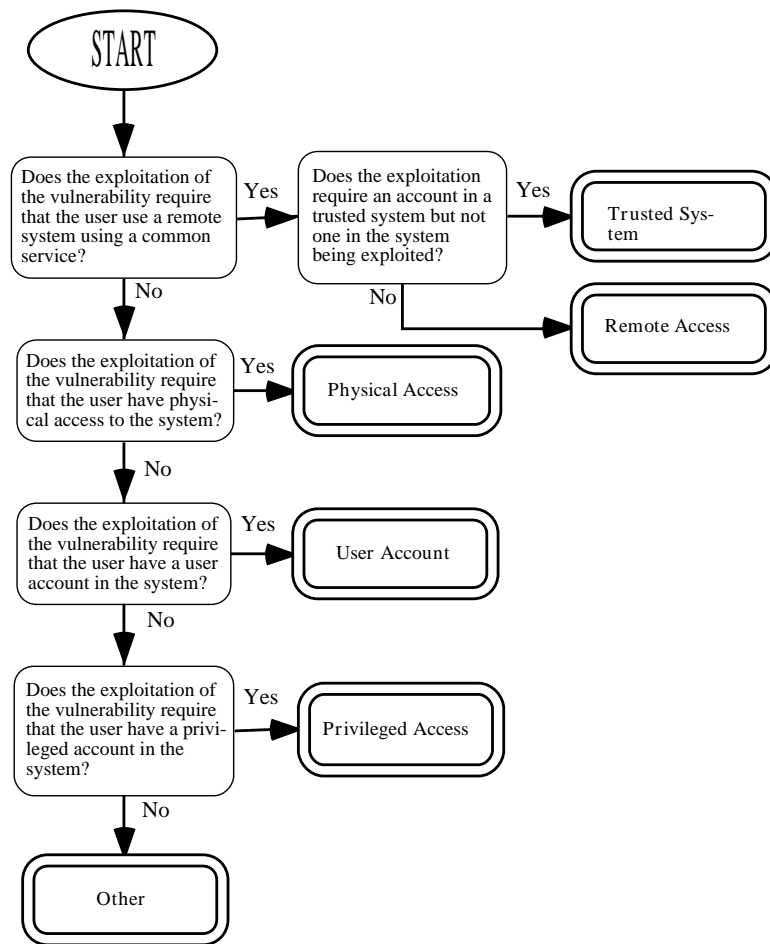 START
Does the exploitation of
the vulnerability require
that the user use a remote
system using a common
service?
Yes
Does the exploitation
require an account in a
trusted system but not
one in the system
being exploited?
Yes
Trusted Sys-
tem
No
No
Remote Access
Does the exploitation of
the vulnerability require
that the user have physi-
cal access to the system?
Yes
Physical Access
No
Does the exploitation of
the vulnerability require
that the user have a user
account in the system?
Yes
User Account
No
Does the exploitation of
the vulnerability require
that the user have a privi-
leged account in the
system?
Yes
Privileged Access
No
Other